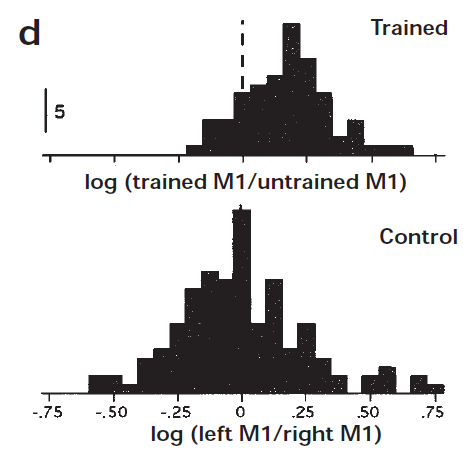 d
Trained
5
log (trained M1/untrained M1)
Control
-.75 -.50 -.25 0 .25 .50 .75
log (left M1/right M1)